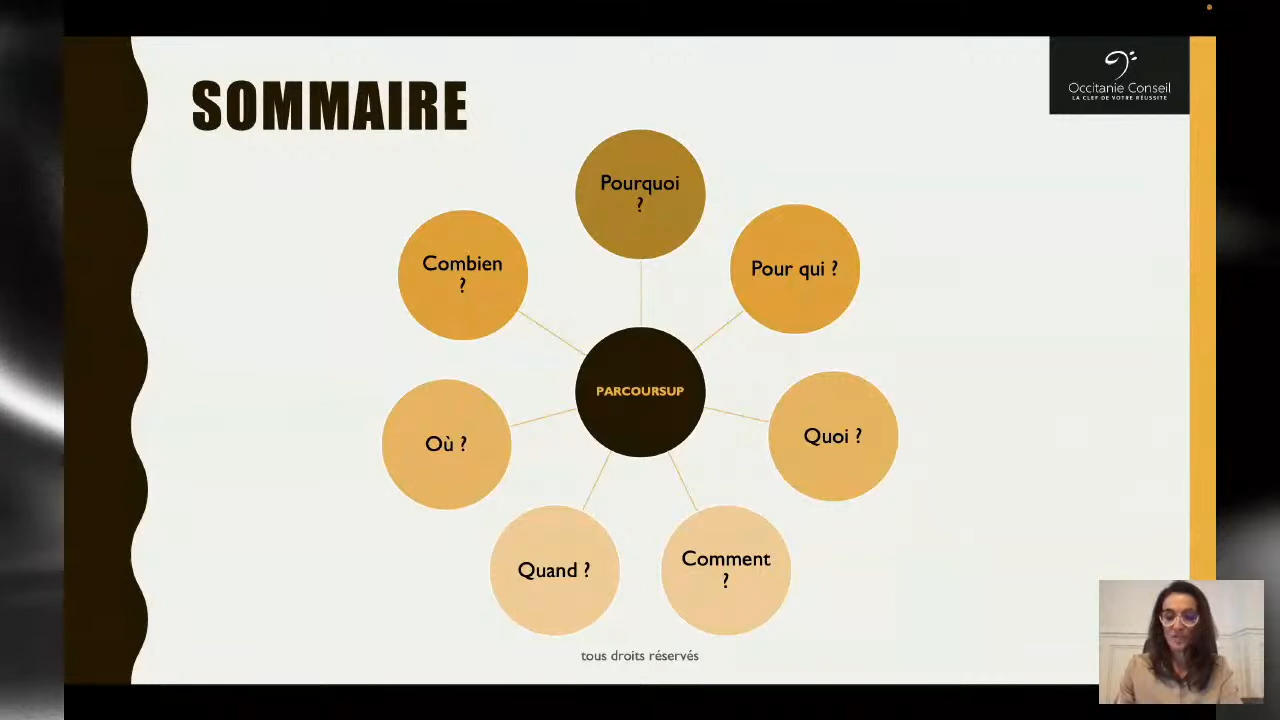 SOMMAIRE
Occitanie Conseil
LA CLEF DE VOTRE RÉUSSITE
Pourquoi
?
Pour qui ?
Quoi ?
Comment
?
Quand ?
Où ?
Combien
?
PARCOURSUP
tous droits réservés